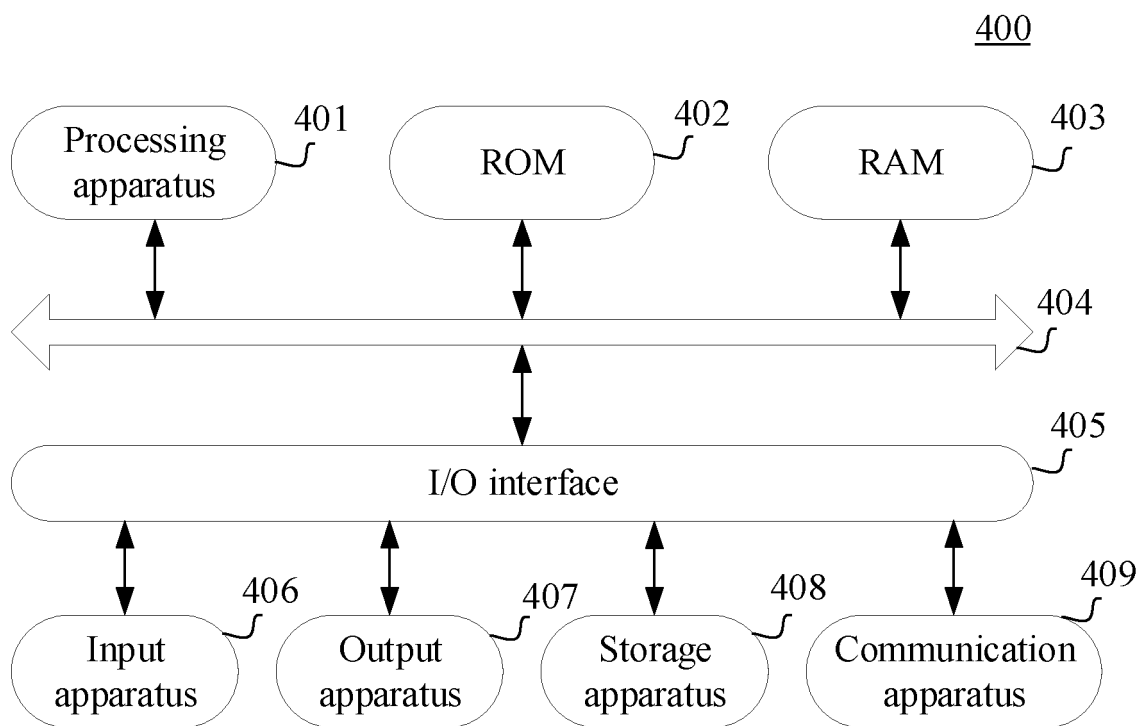 400
401
402
403
Processing
apparatus
ROM
RAM
404
405
I/O interface
406
407
408
409
Input
apparatus
Output
apparatus
Storage
apparatus
Communication
apparatus